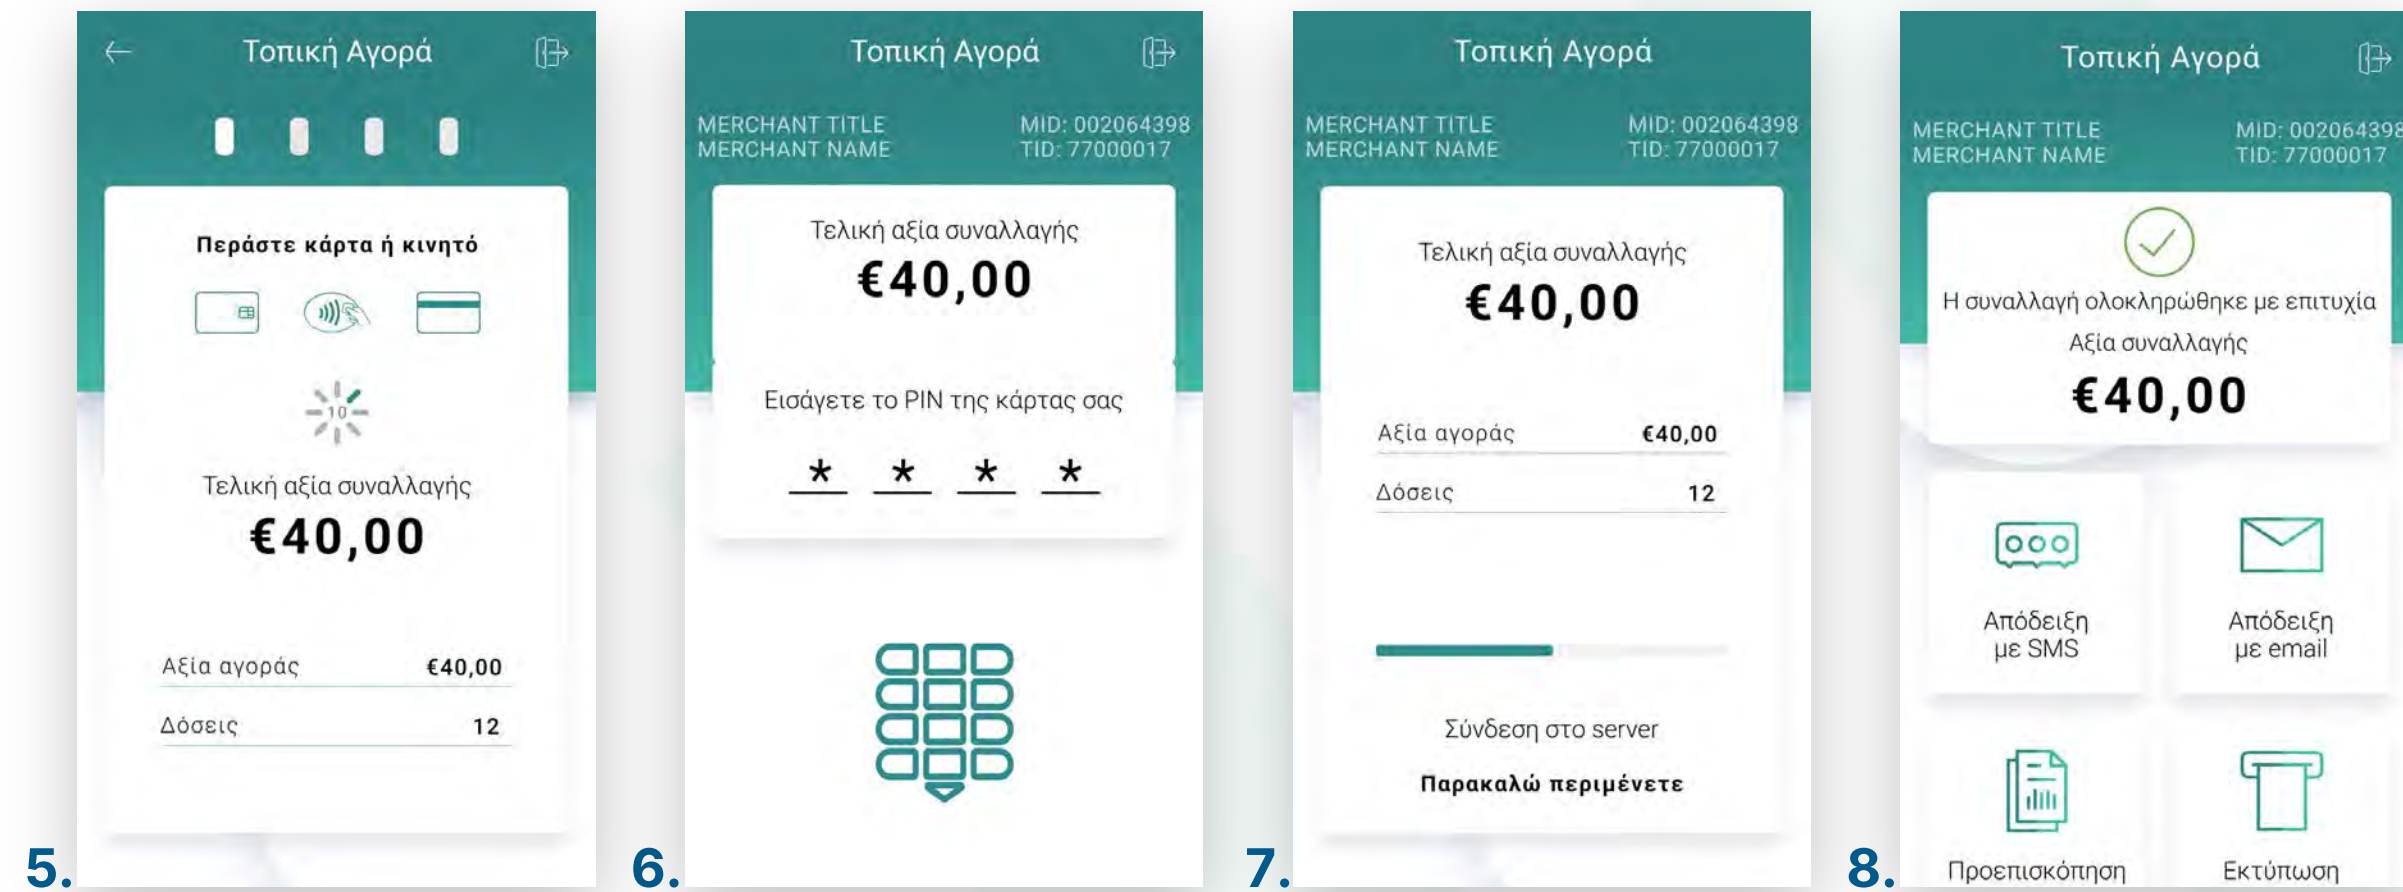 Τοπική Αγορά
Περάστε κάρτα ή κινητό
10
Τελική αξία συναλλαγής
€40,00
Αξία αγοράς €40,00
Δόσεις 12
5.
Τοπική Αγορά
MERCHANT TITLE MID: 002064398
MERCHANT NAME TID: 77000017
Τελική αξία συναλλαγής
€40,00
Εισάγετε το PIN της κάρτας σας
* * * *
6.
Τοπική Αγορά
MERCHANT TITLE MID: 002064398
MERCHANT NAME TID: 77000017
Τελική αξία συναλλαγής
€40,00
Αξία αγοράς €40,00
Δόσεις 12
Σύνδεση στο server
Παρακαλώ περιμένετε
7.
Τοπική Αγορά
MERCHANT TITLE MID: 002064398
MERCHANT NAME TID: 77000017
Η συναλλαγή ολοκληρώθηκε με επιτυχία
Αξία συναλλαγής
€40,00
Απόδειξη
με SMS
Απόδειξη
με email
Προεπισκόπηση
Εκτύπωση
8.